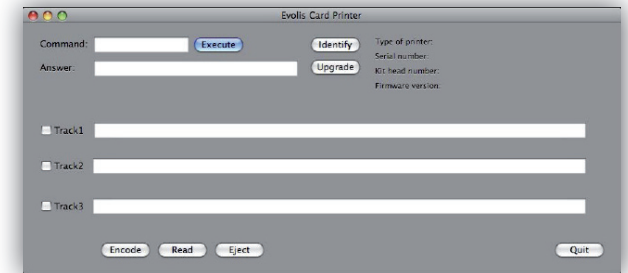 Evolis Card Printer
Command: Execute Identify Type of printer:
Serial number:
Answer: Upgrade Kit head number:
Firmware version:
Track1
Track2
Track3
Encode Read Eject Quit